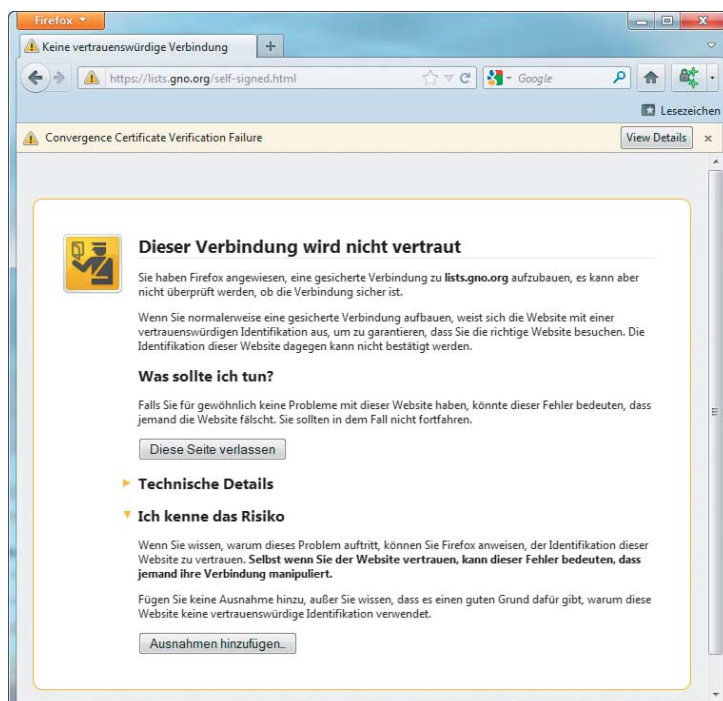 Firefox
Keine vertrauenswürdige Verbindung
https://lists.gno.org/self-signed.html
Google
Lesezeichen
Convergence Certificate Verification Failure
View Details
Dieser Verbindung wird nicht vertraut
Sie haben Firefox angewiesen, eine gesicherte Verbindung zu lists.gno.org aufzubauen, es kann aber
nicht überprüft werden, ob die Verbindung sicher ist.
Wenn Sie normalerweise eine gesicherte Verbindung aufbauen, weist sich die Website mit einer
vertrauenswürdigen Identifikation aus, um zu garantieren, dass Sie die richtige Website besuchen. Die
Identifikation dieser Website dagegen kann nicht bestätigt werden.
Was sollte ich tun?
Falls Sie für gewöhnlich keine Probleme mit dieser Website haben, könnte dieser Fehler bedeuten, dass
jemand die Website fälscht. Sie sollten in dem Fall nicht fortfahren.
Diese Seite verlassen
Technische Details
Ich kenne das Risiko
Wenn Sie wissen, warum dieses Problem auftritt, können Sie Firefox anweisen, der Identifikation dieser
Website zu vertrauen. Selbst wenn Sie der Website vertrauen, kann dieser Fehler bedeuten, dass
jemand ihre Verbindung manipuliert.
Fügen Sie keine Ausnahme hinzu, außer Sie wissen, dass es einen guten Grund dafür gibt, warum diese
Website keine vertrauenswürdige Identifikation verwendet.
Ausnahmen hinzufügen...